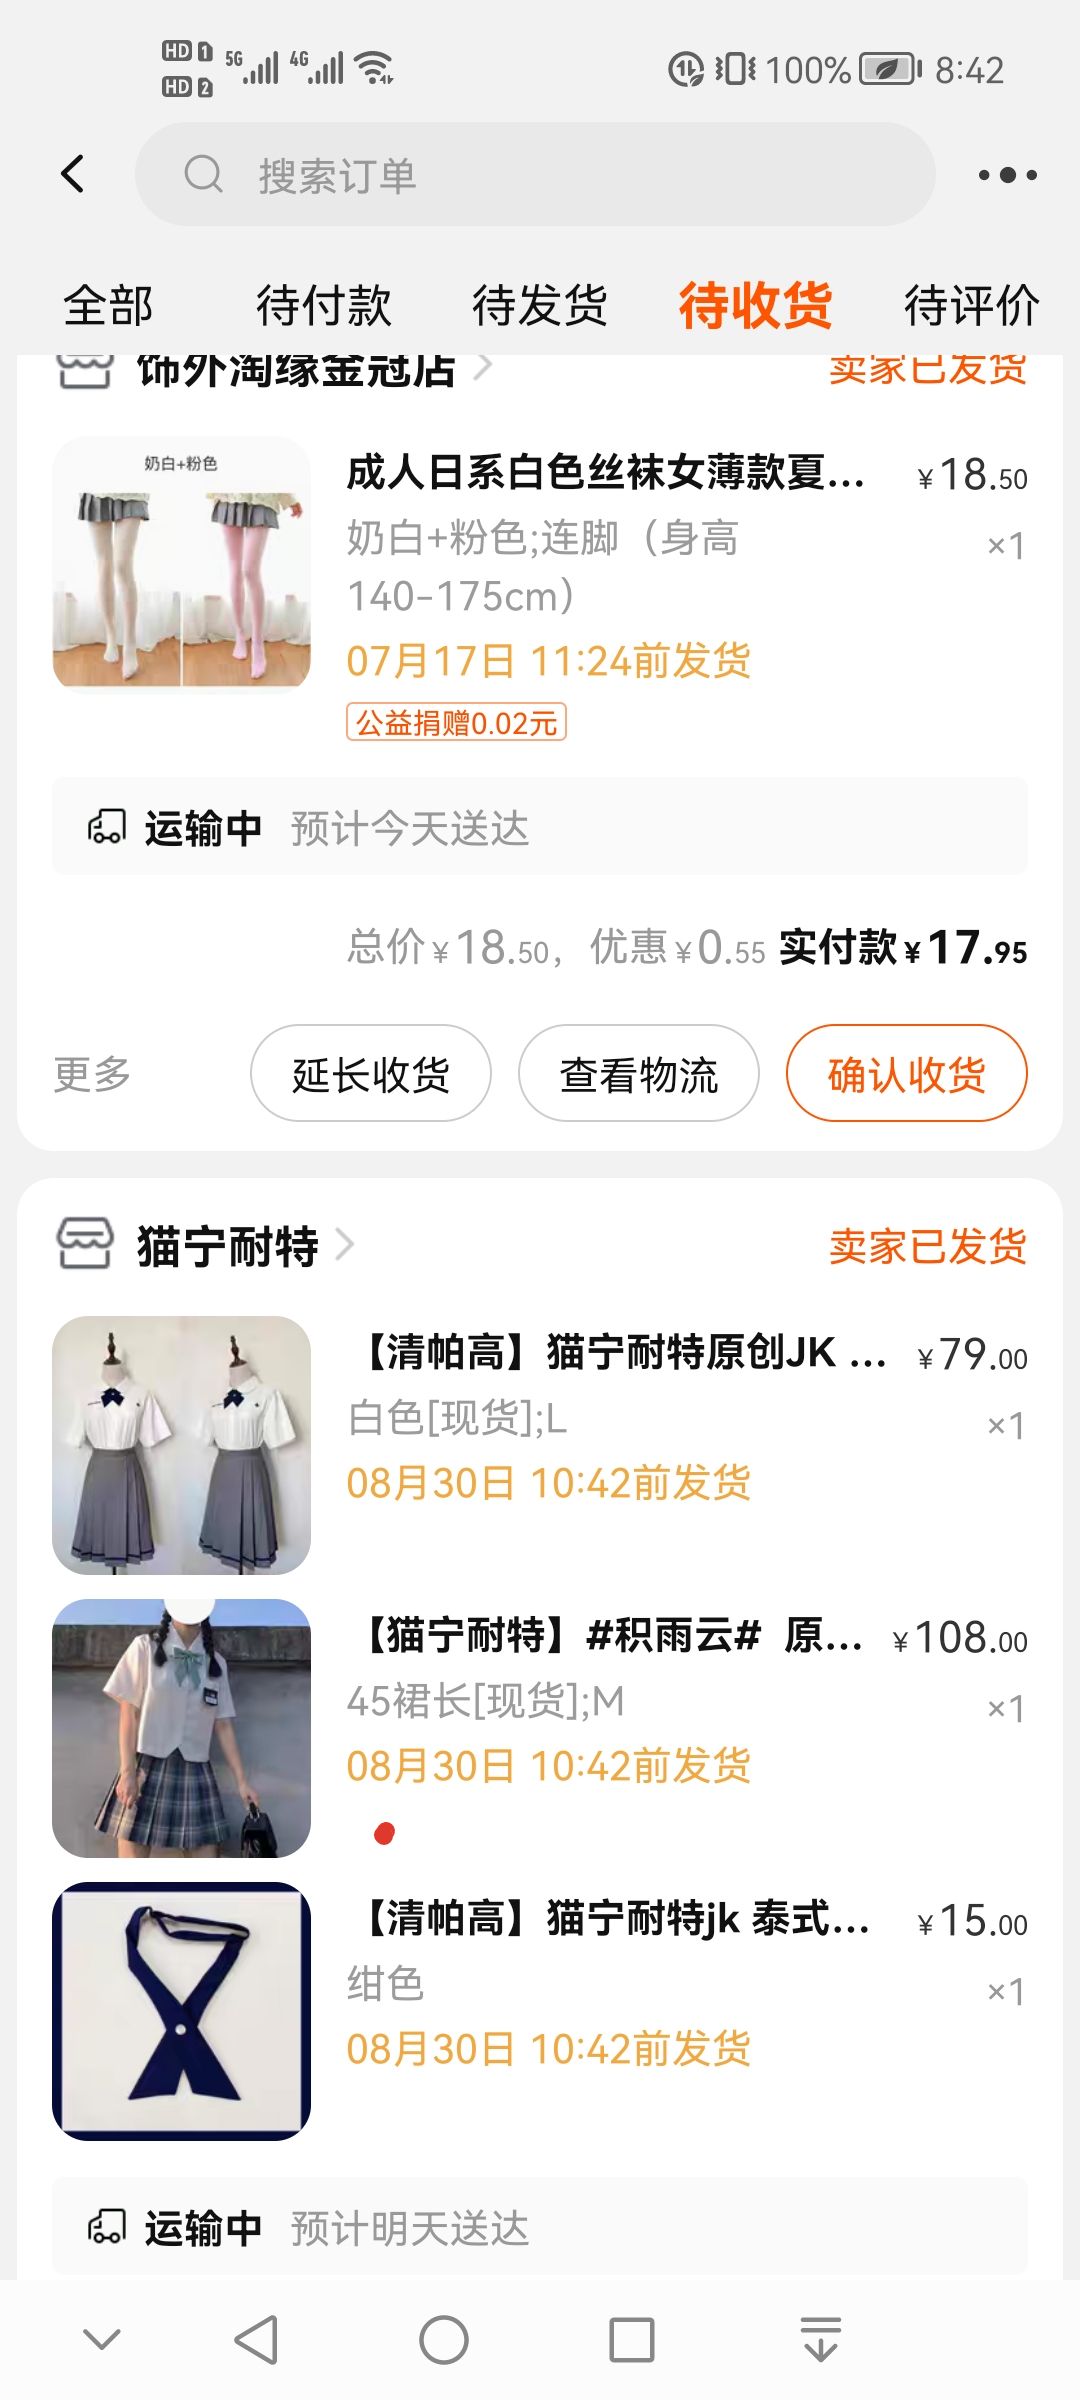 HD 1 5G 4G 100% 8:42
HD 2
搜索订单
全部 待付款 待发货 待收货 待评价
饰外淘缘金冠店 卖家已发货
奶白+粉色
成人日系白色丝袜女薄款夏... ¥18.50
奶白+粉色;连脚（身高 ×1
140-175cm）
07月17日 11:24前发货
公益捐赠0.02元
运输中 预计今天送达
总价¥18.50，优惠¥0.55 实付款¥17.95
更多 延长收货 查看物流 确认收货
猫宁耐特 卖家已发货
【清帕高】猫宁耐特原创JK ... ¥79.00
白色[现货];L ×1
08月30日 10:42前发货
【猫宁耐特】#积雨云# 原... ¥108.00
45裙长[现货];M ×1
08月30日 10:42前发货
【清帕高】猫宁耐特jk 泰式... ¥15.00
绀色 ×1
08月30日 10:42前发货
运输中 预计明天送达